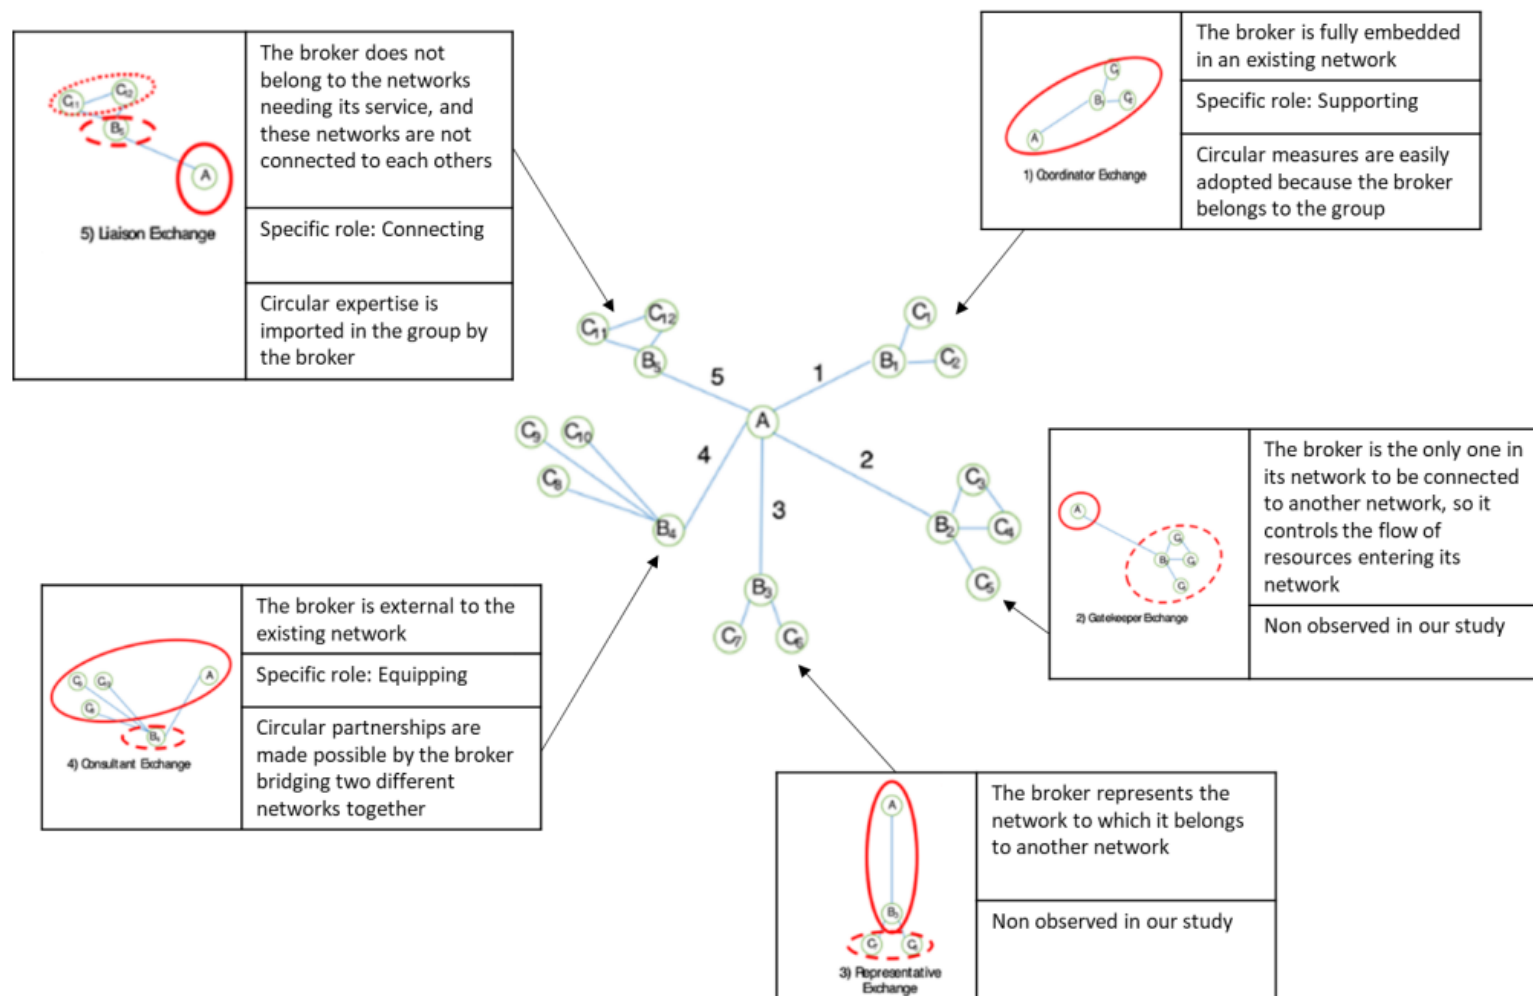 The broker does not
belong to the networks
needing its service, and
these networks are not
connected to each others
Specific role: Connecting
Circular expertise is
imported in the group by
the broker
C11
C12
B5
A
5) Liaison Exchange
The broker is fully embedded
in an existing network
Specific role: Supporting
Circular measures are easily
adopted because the broker
belongs to the group
A
1) Coordinator Exchange
C11
C12
B5
5
1
B1
C1
C2
A
C9
C10
C8
4
B4
2
B2
C3
C4
C5
3
B3
C7
C6
The broker is the only one in
its network to be connected
to another network, so it
controls the flow of
resources entering its
network
Non observed in our study
A
2) Gatekeeper Exchange
The broker is external to the
existing network
Specific role: Equipping
Circular partnerships are
made possible by the broker
bridging two different
networks together
A
4) Consultant Exchange
The broker represents the
network to which it belongs
to another network
Non observed in our study
A
3) Representative
Exchange